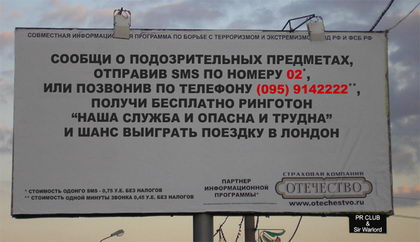 СОВМЕСТНАЯ ИНФОРМАЦИОННАЯ ПРОГРАММА ПО БОРЬБЕ С ТЕРРОРИЗМОМ И ЭКСТРЕМИЗМОМ МВД РФ И ФСБ РФ
СООБЩИ О ПОДОЗРИТЕЛЬНЫХ ПРЕДМЕТАХ,
ОТПРАВИВ SMS ПО НОМЕРУ 02*,
ИЛИ ПОЗВОНИВ ПО ТЕЛЕФОНУ (095) 9142222**,
ПОЛУЧИ БЕСПЛАТНО РИНГОТОН
"НАША СЛУЖБА И ОПАСНА И ТРУДНА"
И ШАНС ВЫИГРАТЬ ПОЕЗДКУ В ЛОНДОН
* СТОИМОСТЬ ОДНОГО SMS - 0,75 У.Е. БЕЗ НАЛОГОВ
** СТОИМОСТЬ ОДНОЙ МИНУТЫ ЗВОНКА 0,45 У.Е. БЕЗ НАЛОГОВ
ПАРТНЕР
ИНФОРМАЦИОННОЙ
ПРОГРАММЫ*
СТРАХОВАЯ КОМПАНИЯ
ОТЕЧЕСТВО
www.otechestvo.ru
PR CLUB
&
Sir Warlord